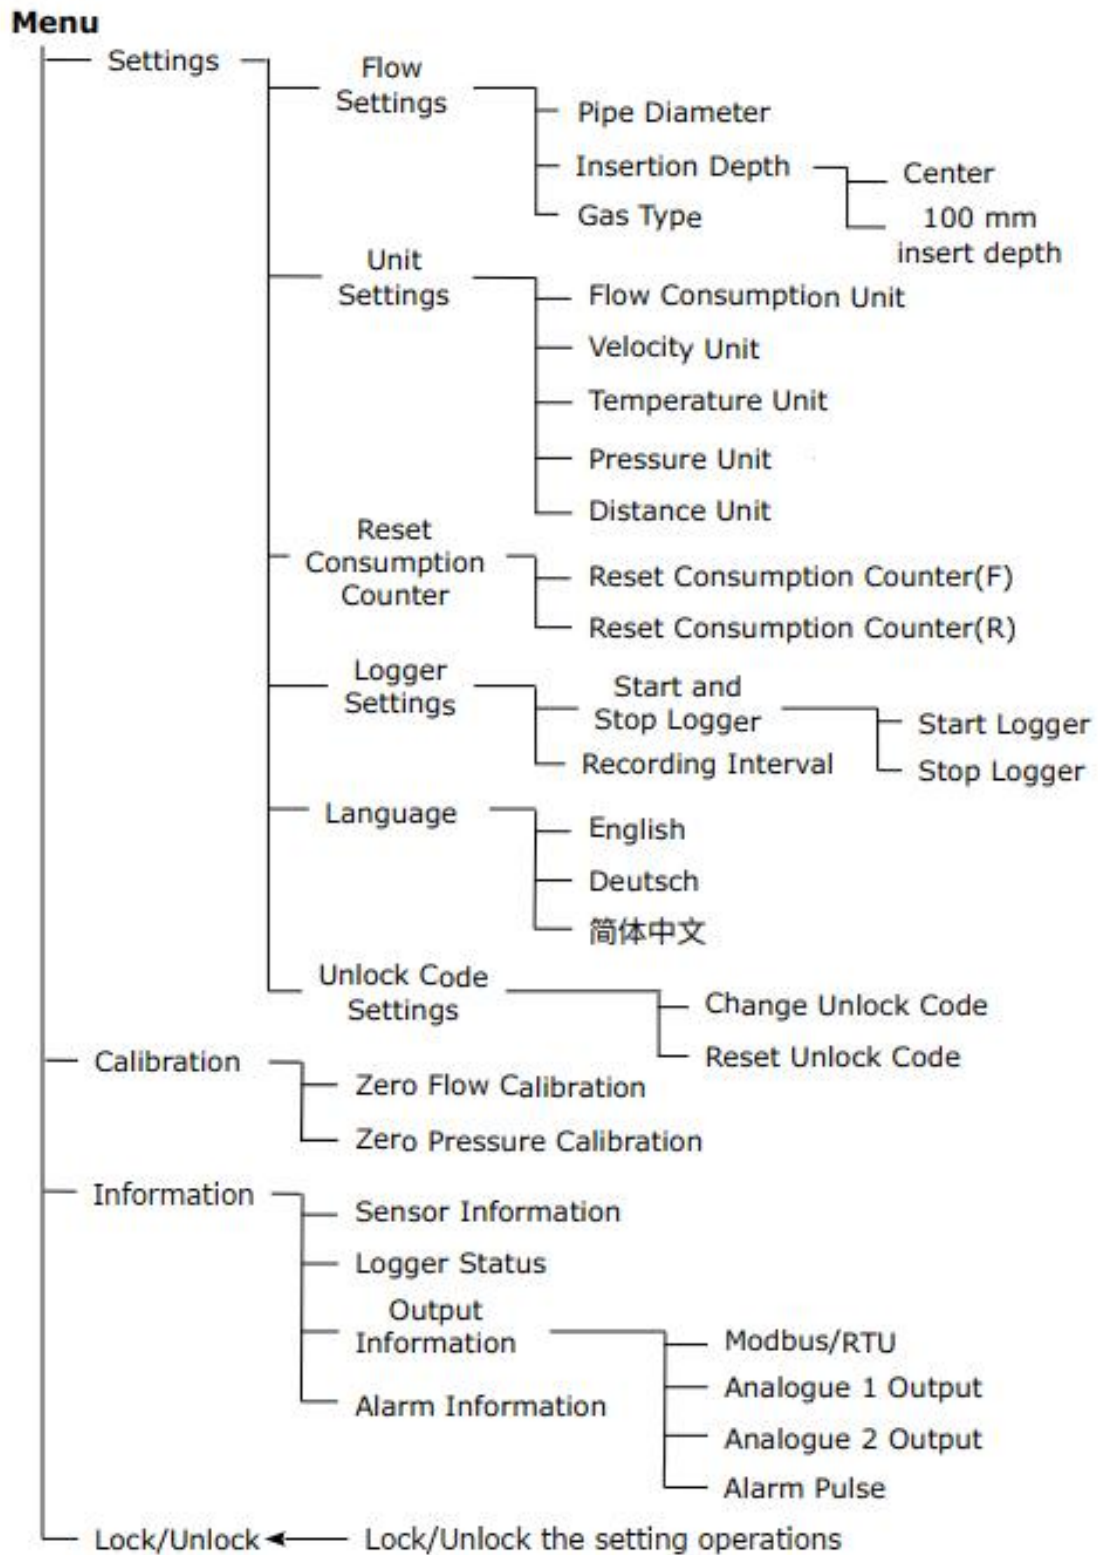 Menu
Settings
Flow
Settings
Pipe Diameter
Insertion Depth
Center
100 mm
insert depth
Gas Type
Unit
Settings
Flow Consumption Unit
Velocity Unit
Temperature Unit
Pressure Unit
Distance Unit
Reset
Consumption
Counter
Reset Consumption Counter(F)
Reset Consumption Counter(R)
Logger
Settings
Start and
Stop Logger
Start Logger
Stop Logger
Recording Interval
Language
English
Deutsch
简体中文
Unlock Code
Settings
Change Unlock Code
Reset Unlock Code
Calibration
Zero Flow Calibration
Zero Pressure Calibration
Information
Sensor Information
Logger Status
Output
Information
Modbus/RTU
Analogue 1 Output
Analogue 2 Output
Alarm Pulse
Alarm Information
Lock/Unlock
Lock/Unlock the setting operations